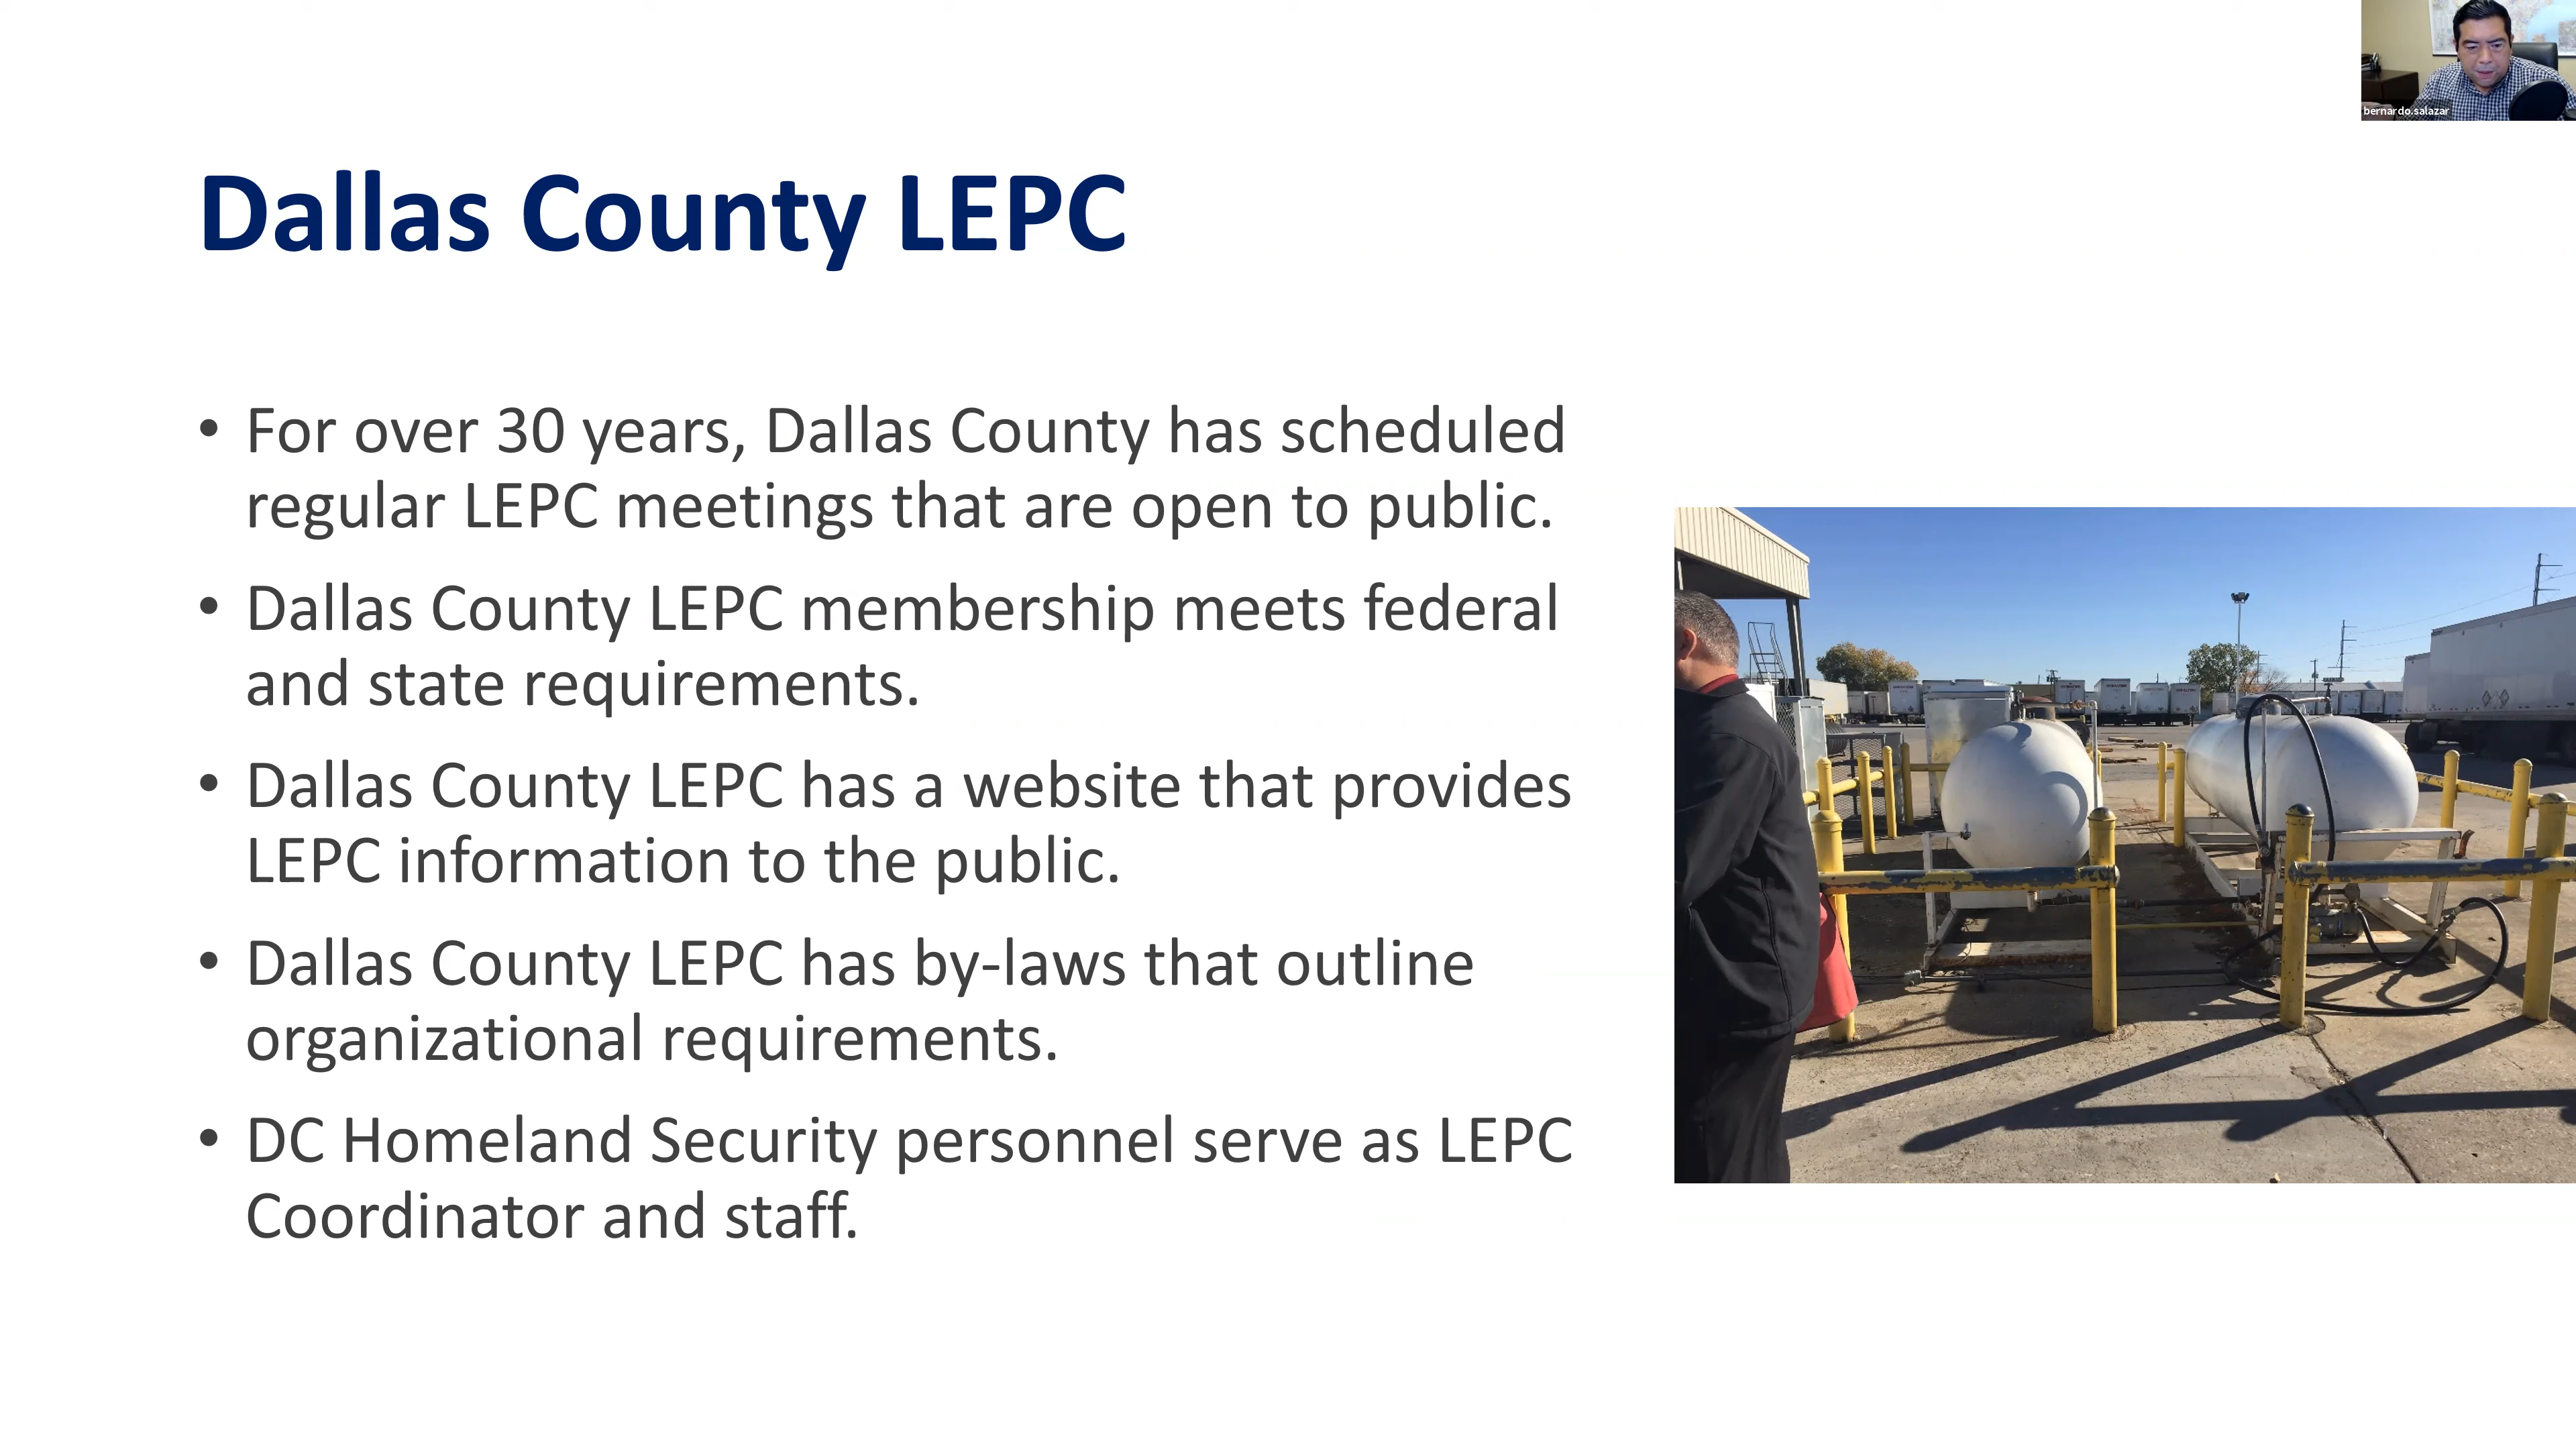 bernardo.salazar
Dallas County LEPC
• For over 30 years, Dallas County has scheduled
regular LEPC meetings that are open to public.
• Dallas County LEPC membership meets federal
and state requirements.
• Dallas County LEPC has a website that provides
LEPC information to the public.
• Dallas County LEPC has by-laws that outline
organizational requirements.
• DC Homeland Security personnel serve as LEPC
Coordinator and staff.